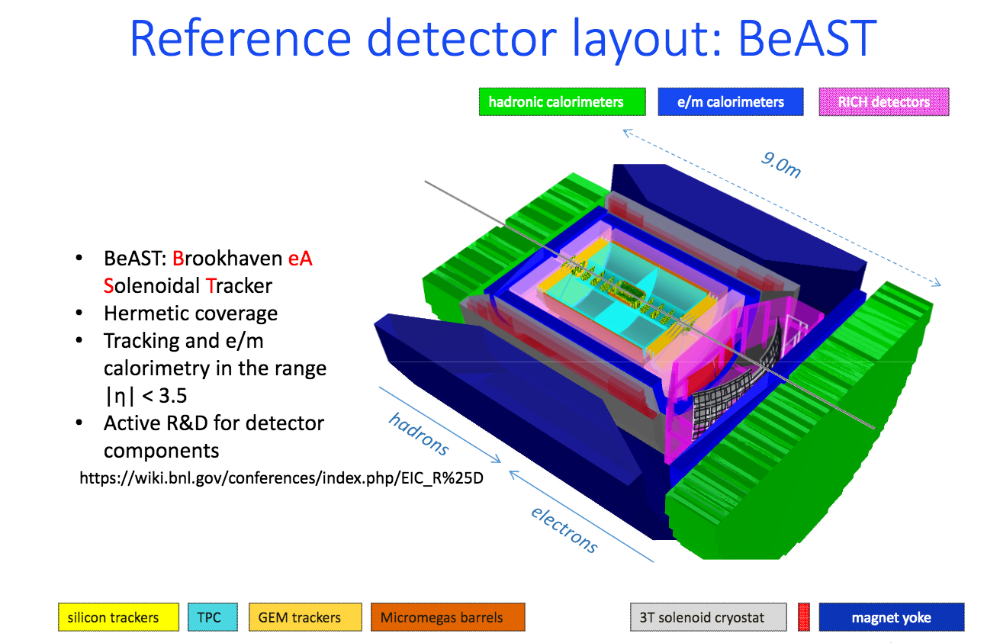 Reference detector layout: BeAST
hadronic calorimeters
e/m calorimeters
RICH detectors
9.0m
• BeAST: Brookhaven eA
Solenoidal Tracker
• Hermetic coverage
• Tracking and e/m
calorimetry in the range
|η| < 3.5
• Active R&D for detector
components
https://wiki.bnl.gov/conferences/index.php/EIC_R%25D
hadrons
electrons
silicon trackers
TPC
GEM trackers
Micromegas barrels
3T solenoid cryostat
magnet yoke